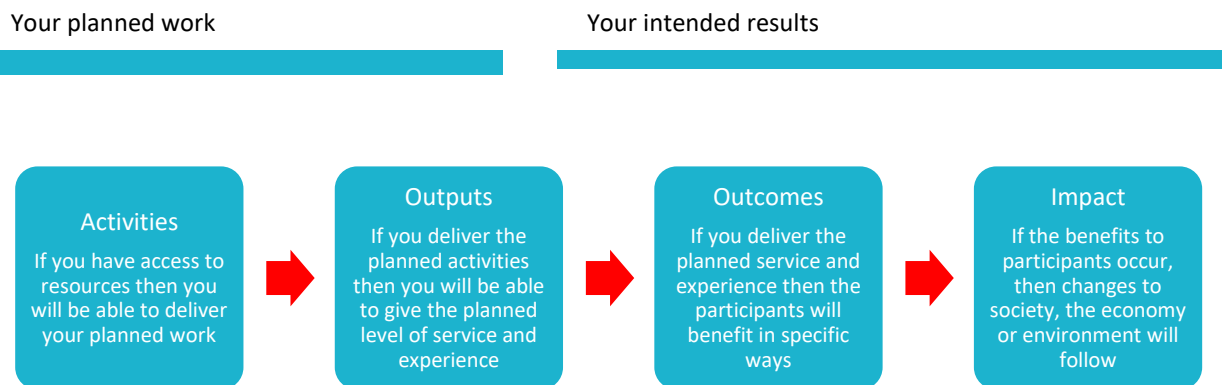 Your planned work
Your intended results
Activities
If you have access to
resources then you
will be able to deliver
your planned work
Outputs
If you deliver the
planned activities
then you will be able
to give the planned
level of service and
experience
Outcomes
If you deliver the
planned service and
experience then the
participants will
benefit in specific
ways
Impact
If the benefits to
participants occur,
then changes to
society, the economy
or environment will
follow